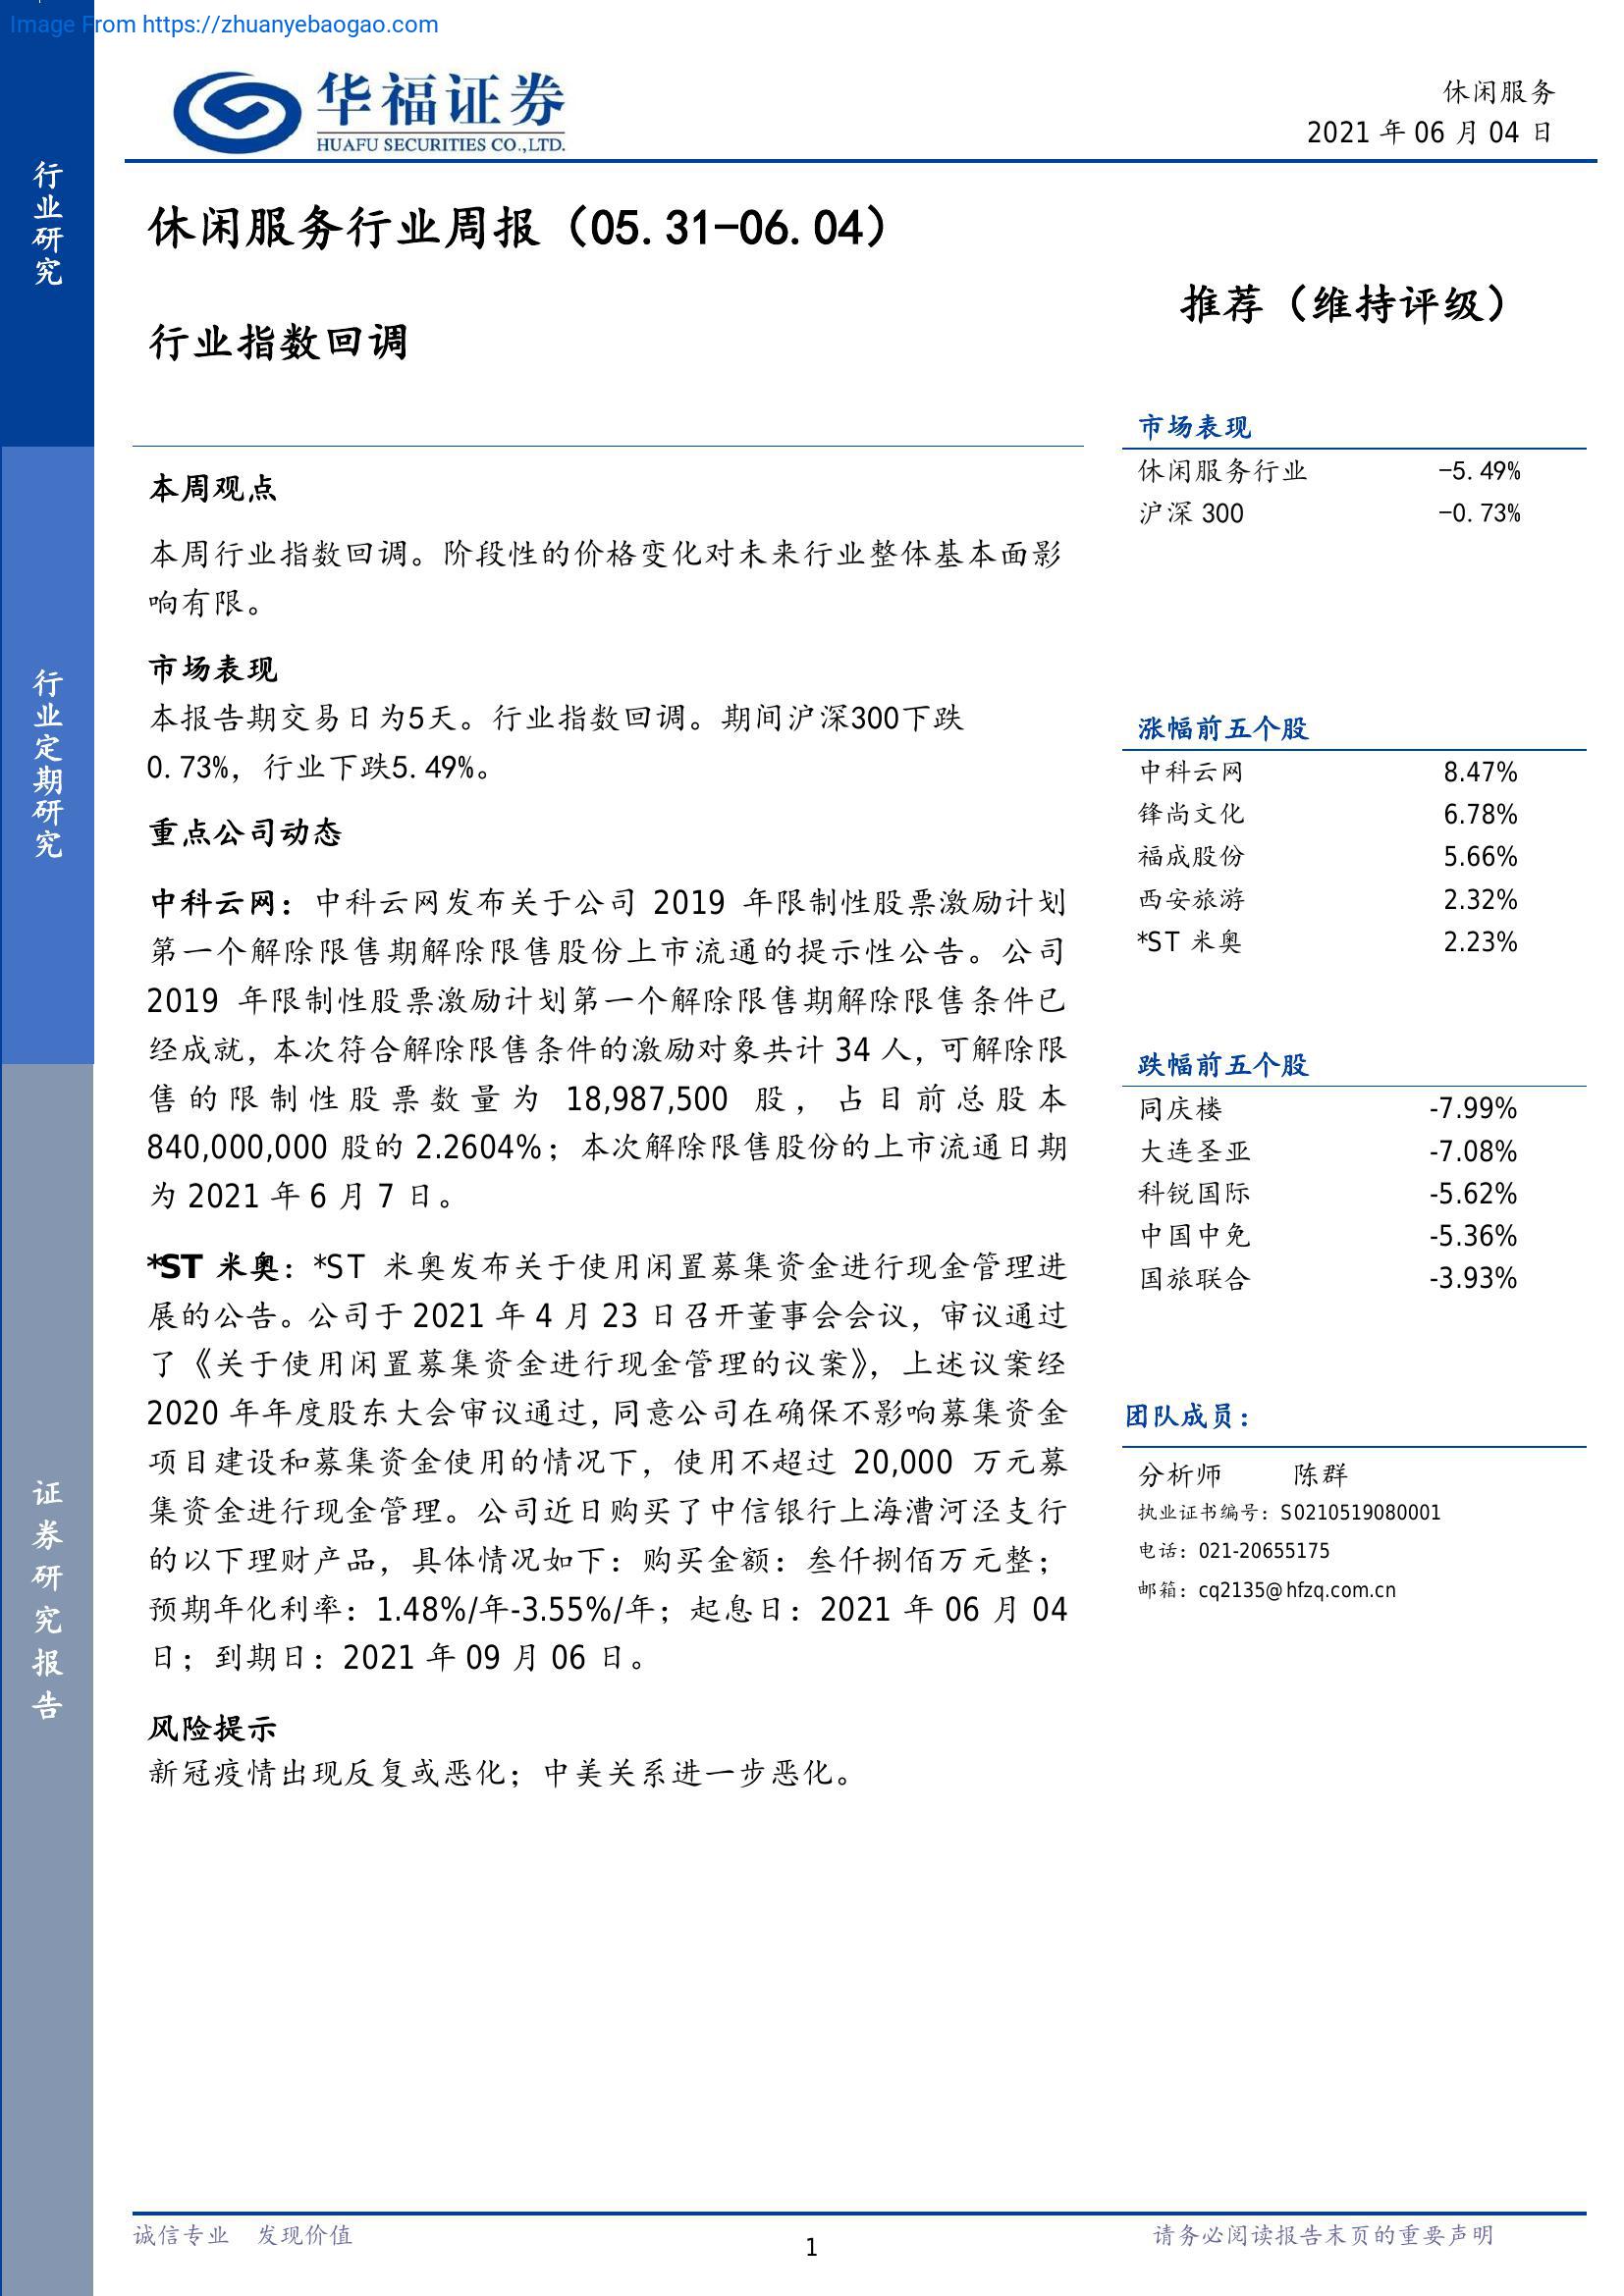 Image From https://zhuanyebaogao.com
华福证券
HUAFU SECURITIES CO.,LTD.
休闲服务
2021 年 06 月 04 日
行业研究
行业定期研究
证券研究报告
休闲服务行业周报（05.31-06.04）
行业指数回调
推荐（维持评级）
本周观点
本周行业指数回调。阶段性的价格变化对未来行业整体基本面影
响有限。
市场表现
本报告期交易日为5天。行业指数回调。期间沪深300下跌
0.73%，行业下跌5.49%。
重点公司动态
中科云网：中科云网发布关于公司 2019 年限制性股票激励计划
第一个解除限售期解除限售股份上市流通的提示性公告。公司
2019 年限制性股票激励计划第一个解除限售期解除限售条件已
经成就，本次符合解除限售条件的激励对象共计 34 人，可解除限
售的限制性股票数量为 18,987,500 股，占目前总股本
840,000,000 股的 2.2604%；本次解除限售股份的上市流通日期
为 2021 年 6 月 7 日。
*ST 米奥：*ST 米奥发布关于使用闲置募集资金进行现金管理进
展的公告。公司于 2021 年 4 月 23 日召开董事会会议，审议通过
了《关于使用闲置募集资金进行现金管理的议案》，上述议案经
2020 年年度股东大会审议通过，同意公司在确保不影响募集资金
项目建设和募集资金使用的情况下，使用不超过 20,000 万元募
集资金进行现金管理。公司近日购买了中信银行上海漕河泾支行
的以下理财产品，具体情况如下：购买金额：叁仟捌佰万元整；
预期年化利率：1.48%/年-3.55%/年；起息日：2021 年 06 月 04
日；到期日：2021 年 09 月 06 日。
风险提示
新冠疫情出现反复或恶化；中美关系进一步恶化。
市场表现
休闲服务行业 -5.49%
沪深 300 -0.73%
涨幅前五个股
中科云网 8.47%
锋尚文化 6.78%
福成股份 5.66%
西安旅游 2.32%
*ST 米奥 2.23%
跌幅前五个股
同庆楼 -7.99%
大连圣亚 -7.08%
科锐国际 -5.62%
中国中免 -5.36%
国旅联合 -3.93%
团队成员：
分析师 陈群
执业证书编号：S0210519080001
电话：021-20655175
邮箱：cq2135@hfzq.com.cn
诚信专业 发现价值
1
请务必阅读报告末页的重要声明